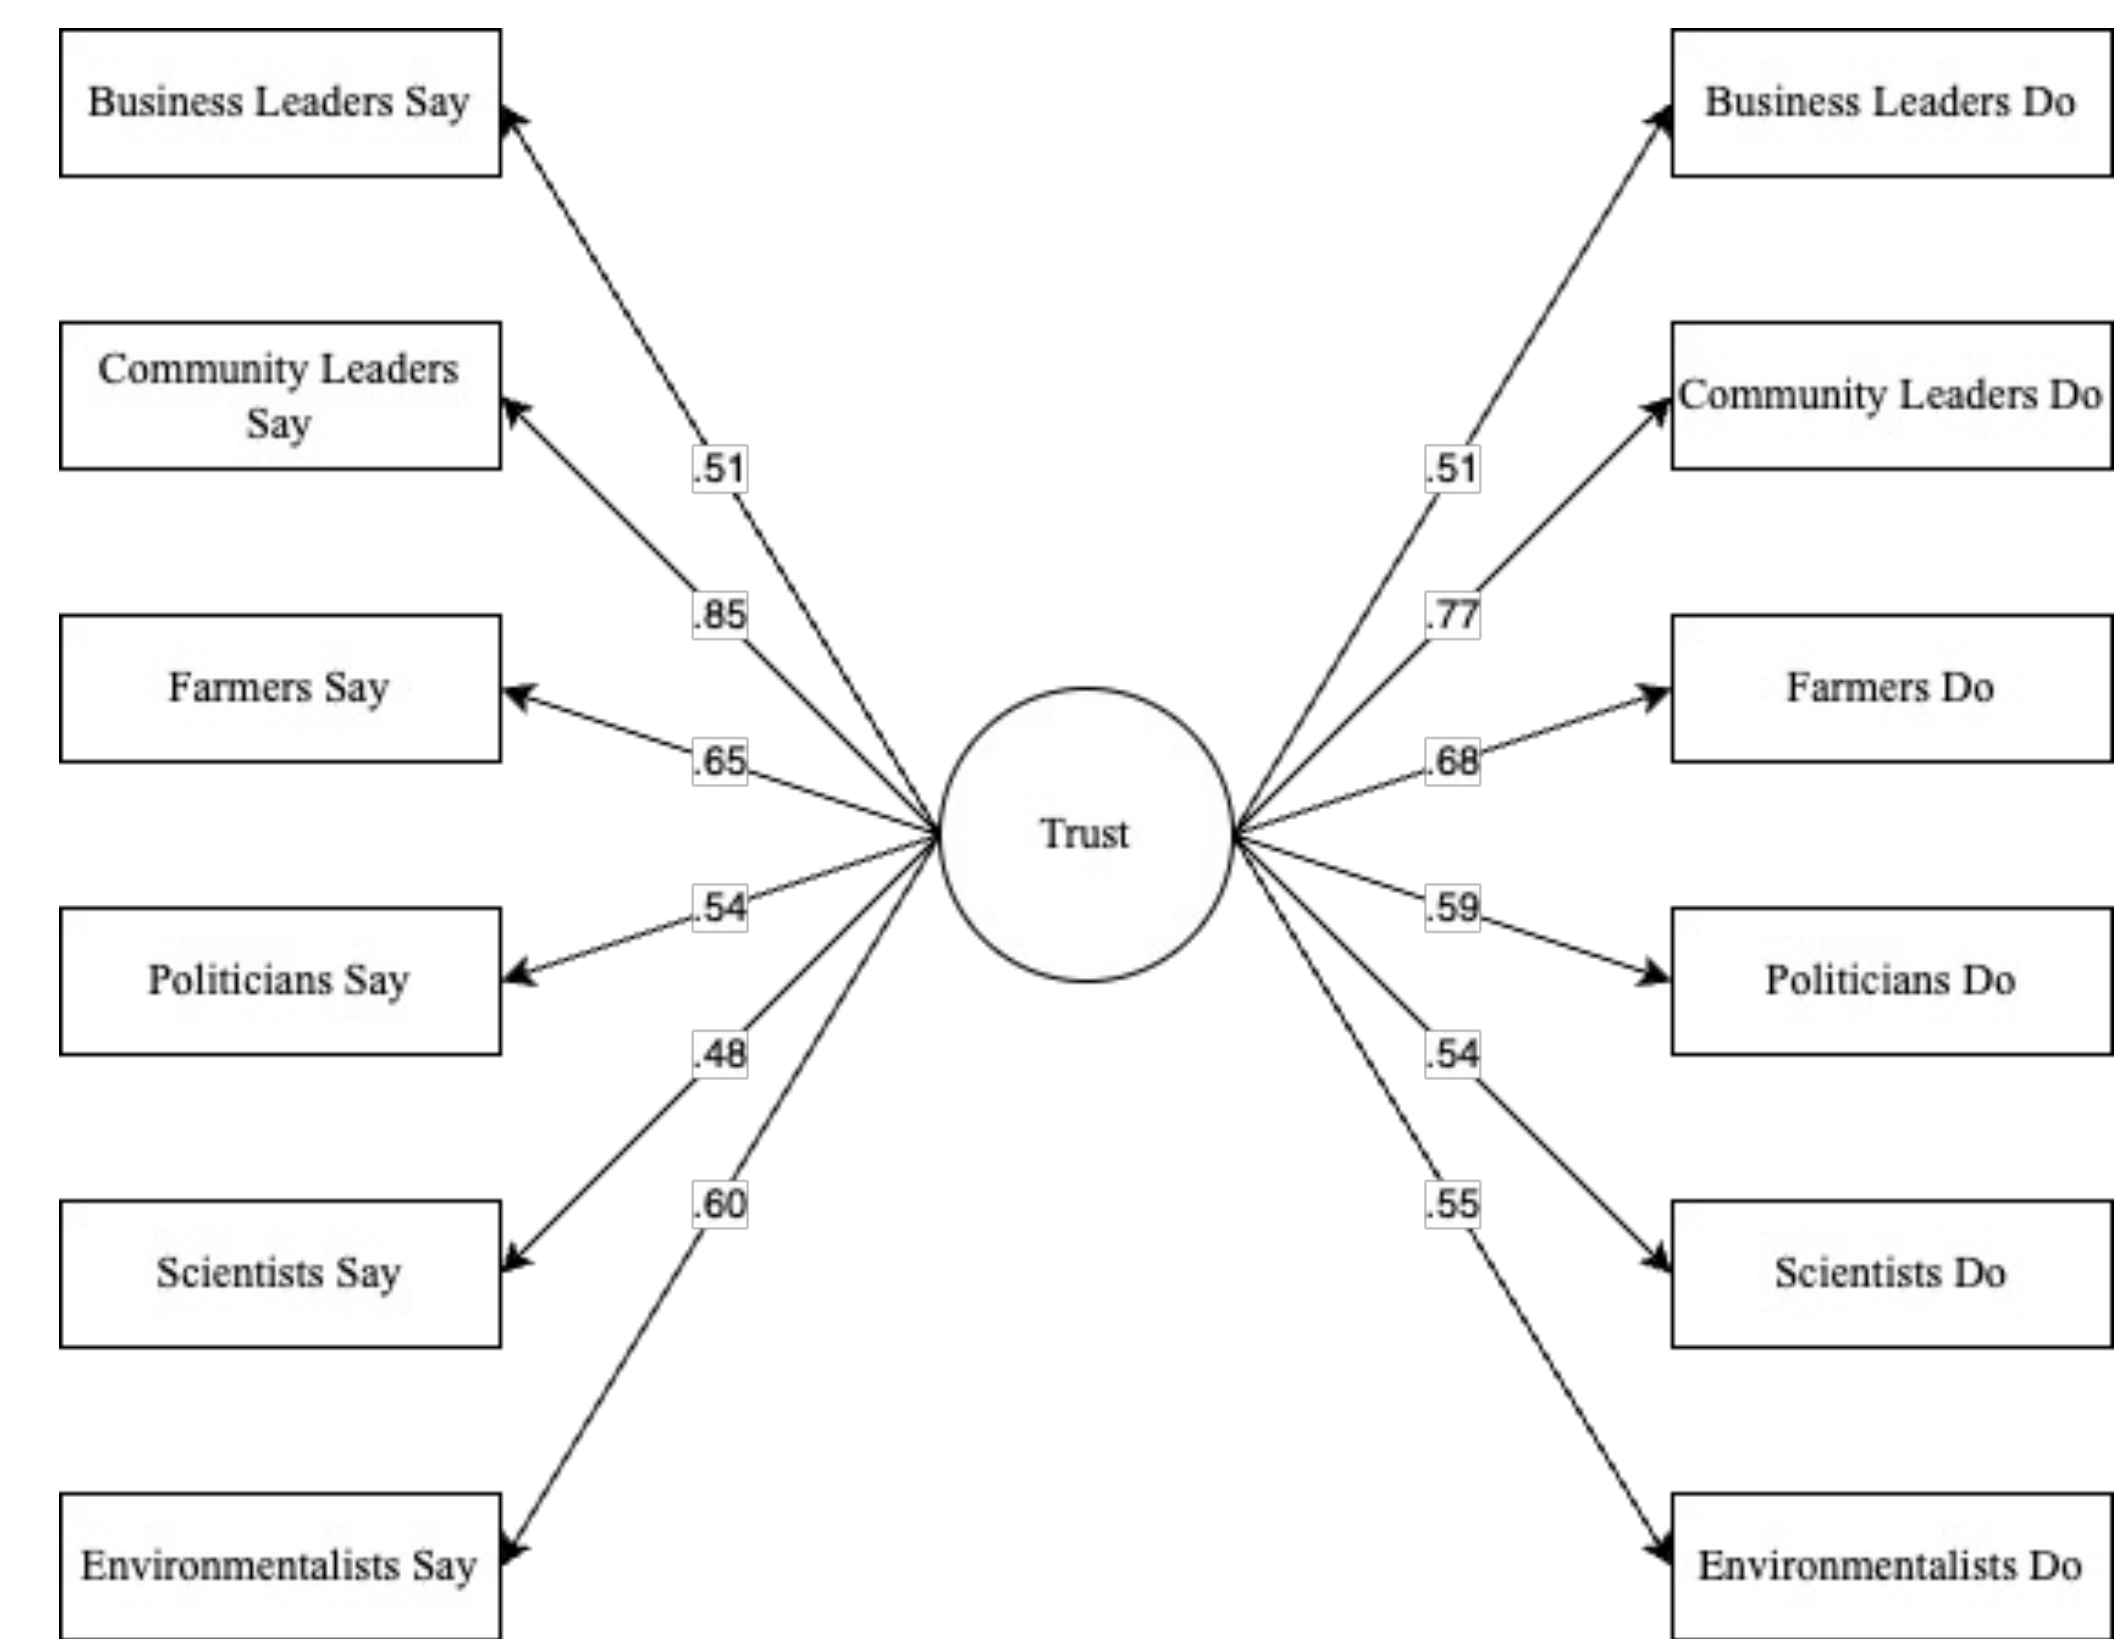 Business Leaders Say
Business Leaders Do
Community Leaders
Say
Community Leaders Do
.51
.51
.85
.77
Farmers Say
Farmers Do
.65
.68
Trust
.54
.59
Politicians Say
Politicians Do
.48
.54
.60
.55
Scientists Say
Scientists Do
Environmentalists Say
Environmentalists Do